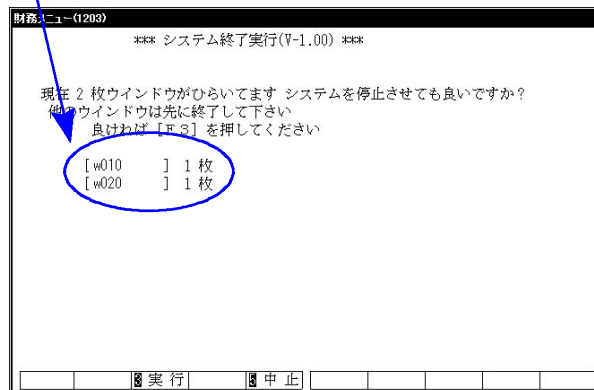 財務メニュー(1203)
*** システム終了実行(V-1.00) ***
現在 2 枚ウインドウがひらいてます システムを停止させても良いですか?
他のウインドウは先に終了して下さい
良ければ [F3] を押してください
[ w010 ] 1 枚
[ w020 ] 1 枚
3 実 行 5 中 止